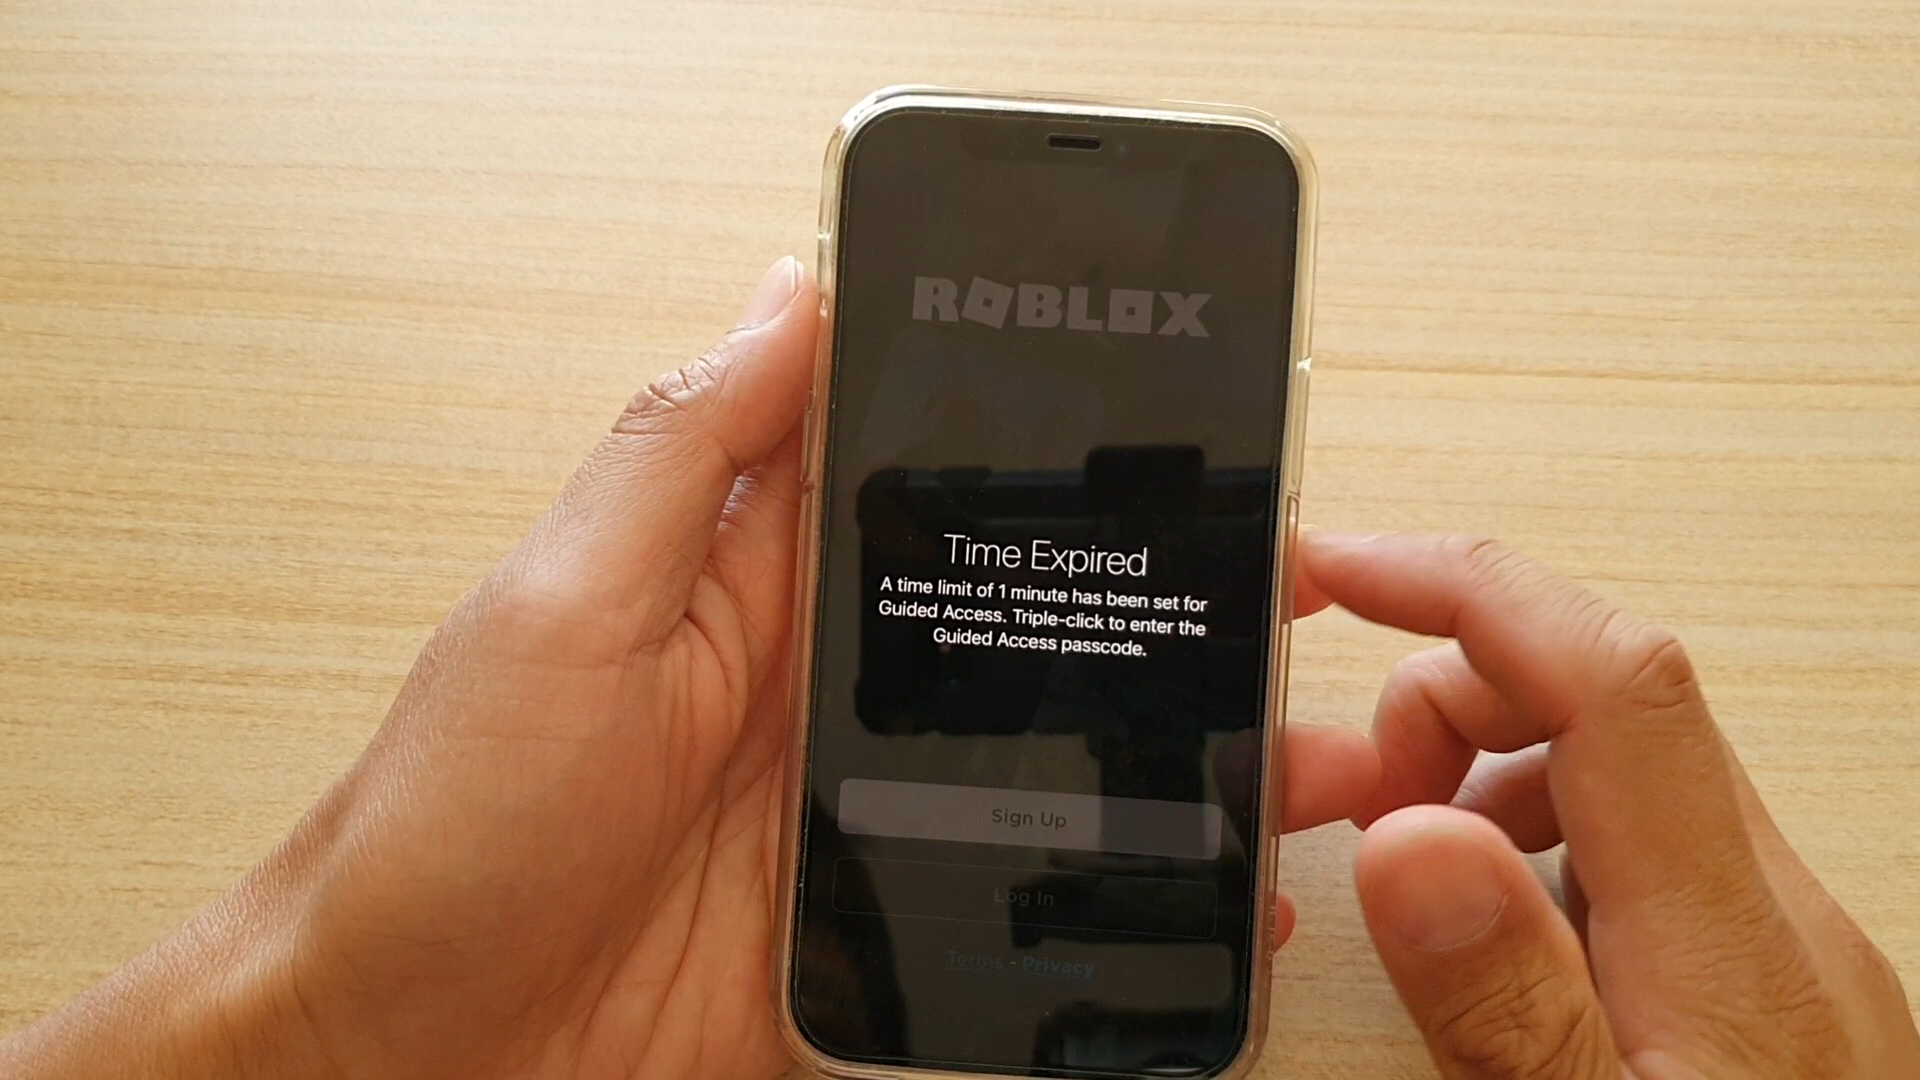 ROBLOX
Time Expired
A time limit of 1 minute has been set for
Guided Access. Triple-click to enter the
Guided Access passcode.
Sign Up
Log In
Terms - Privacy